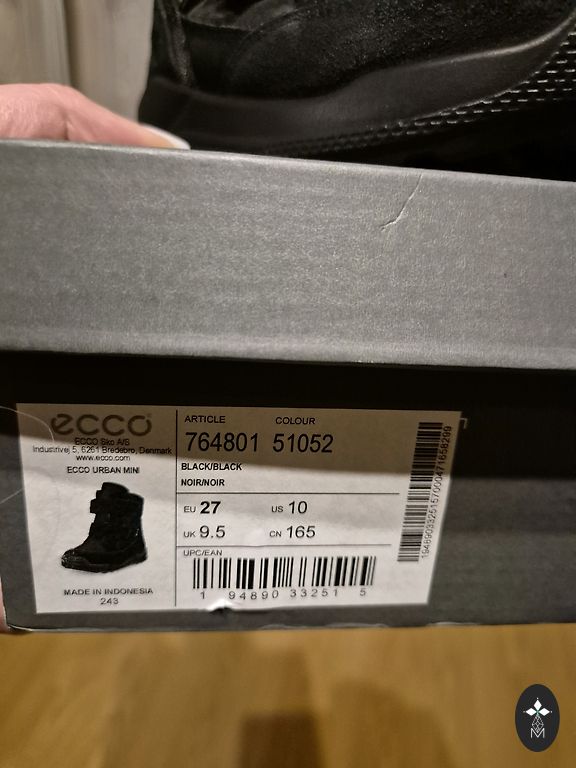 ecco
ECCO Sko A/S
Industrivej 5, 6261 Bredebro, Denmark
www.ecco.com
ECCO URBAN MINI
MADE IN INDONESIA
243
ARTICLE COLOUR
764801 51052
BLACK/BLACK
NOIR/NOIR
EU 27 US 10
UK 9.5 CN 165
UPC/EAN
1 94890 33251 5
M